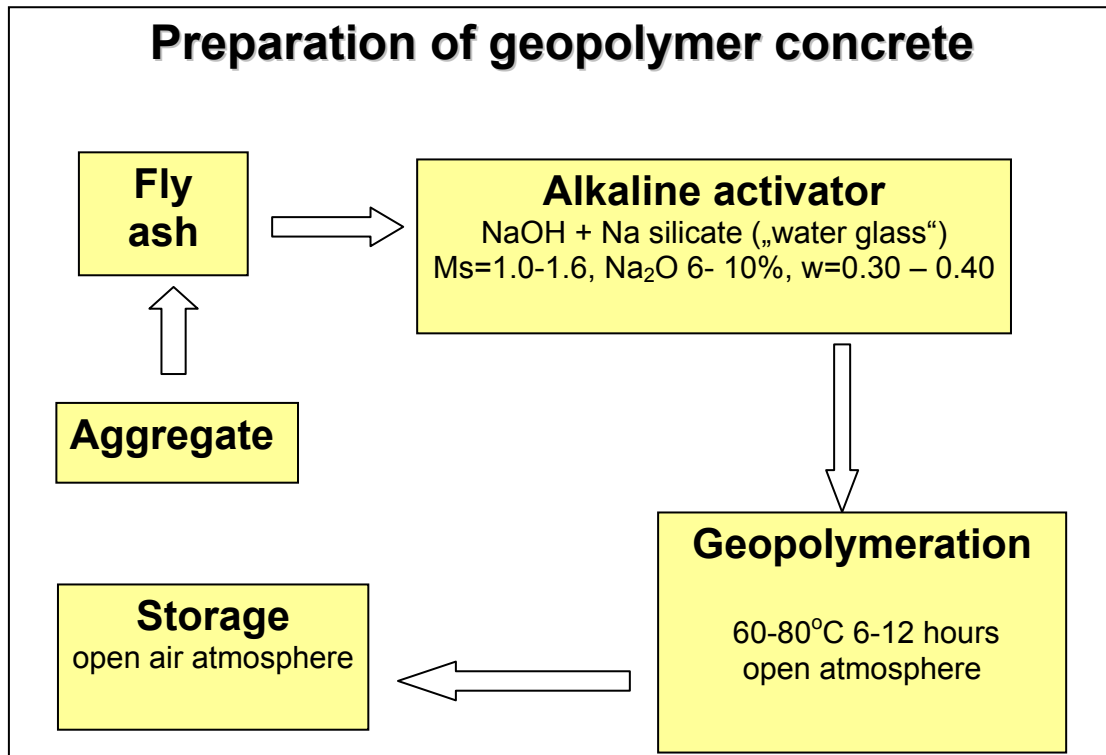 Preparation of geopolymer concrete
Fly
ash
Alkaline activator
NaOH + Na silicate („water glass“)
Ms=1.0-1.6, Na₂O 6- 10%, w=0.30 – 0.40
Aggregate
Geopolymeration
60-80°C 6-12 hours
open atmosphere
Storage
open air atmosphere